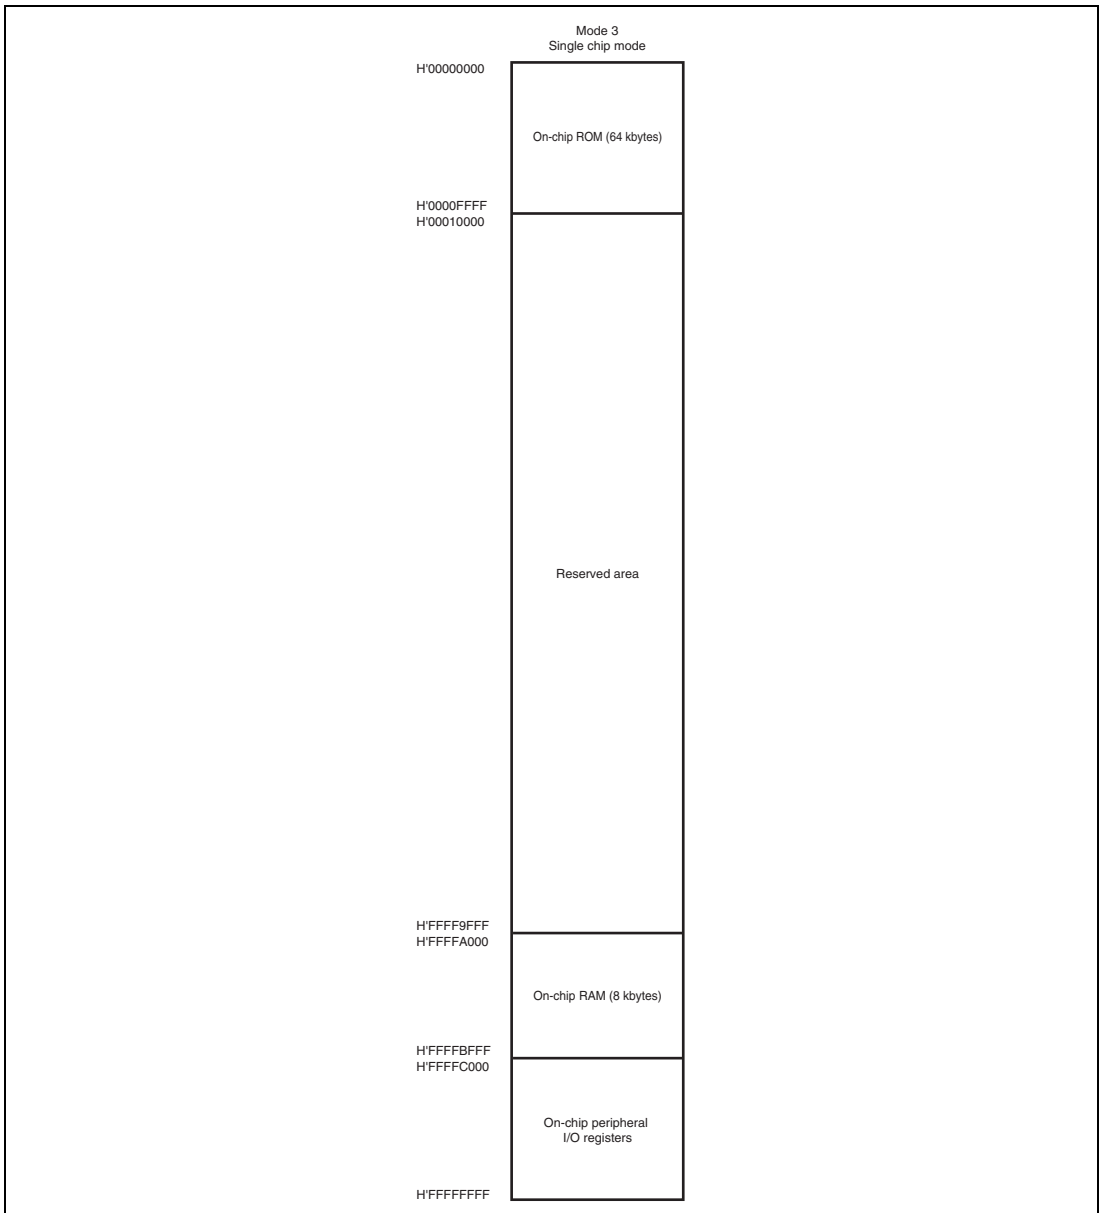 Mode 3
Single chip mode
H'00000000
On-chip ROM (64 kbytes)
H'0000FFFF
H'00010000
Reserved area
H'FFFF9FFF
H'FFFFA000
On-chip RAM (8 kbytes)
H'FFFFBFFF
H'FFFFC000
On-chip peripheral
I/O registers
H'FFFFFFFF